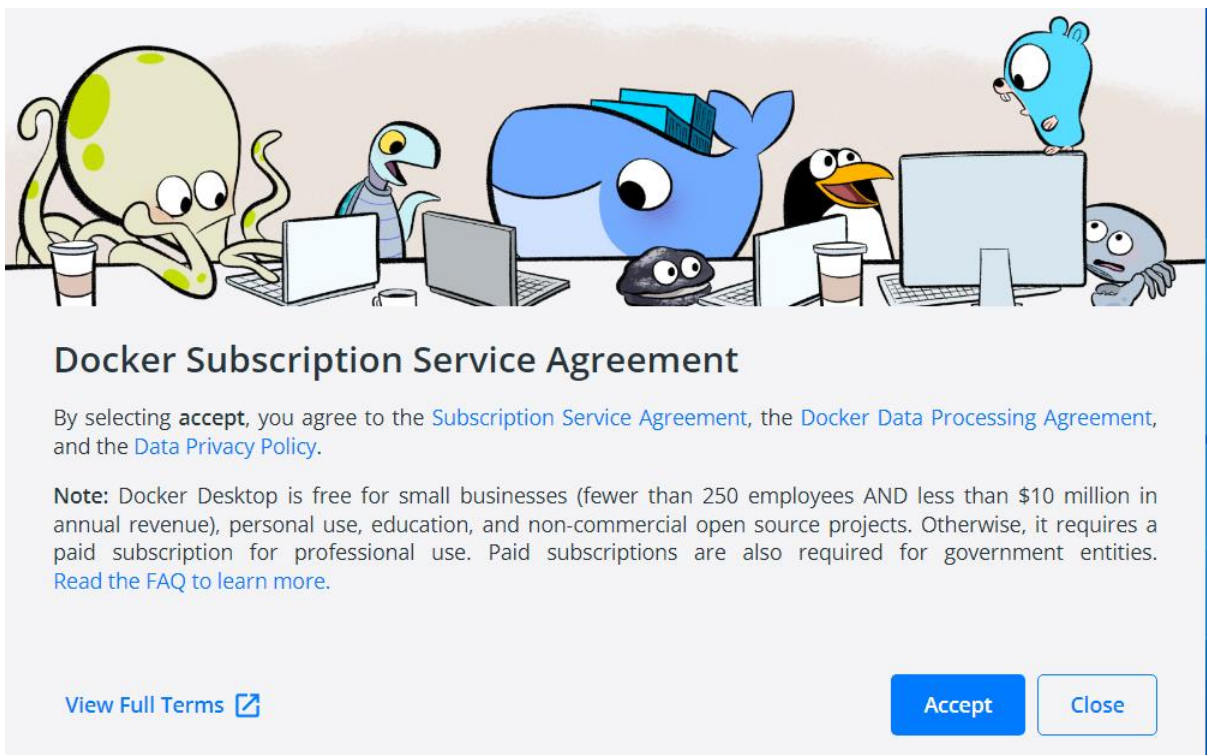 Docker Subscription Service Agreement
By selecting accept, you agree to the Subscription Service Agreement, the Docker Data Processing Agreement,
and the Data Privacy Policy.
Note: Docker Desktop is free for small businesses (fewer than 250 employees AND less than $10 million in
annual revenue), personal use, education, and non-commercial open source projects. Otherwise, it requires a
paid subscription for professional use. Paid subscriptions are also required for government entities.
Read the FAQ to learn more.
View Full Terms
Accept
Close